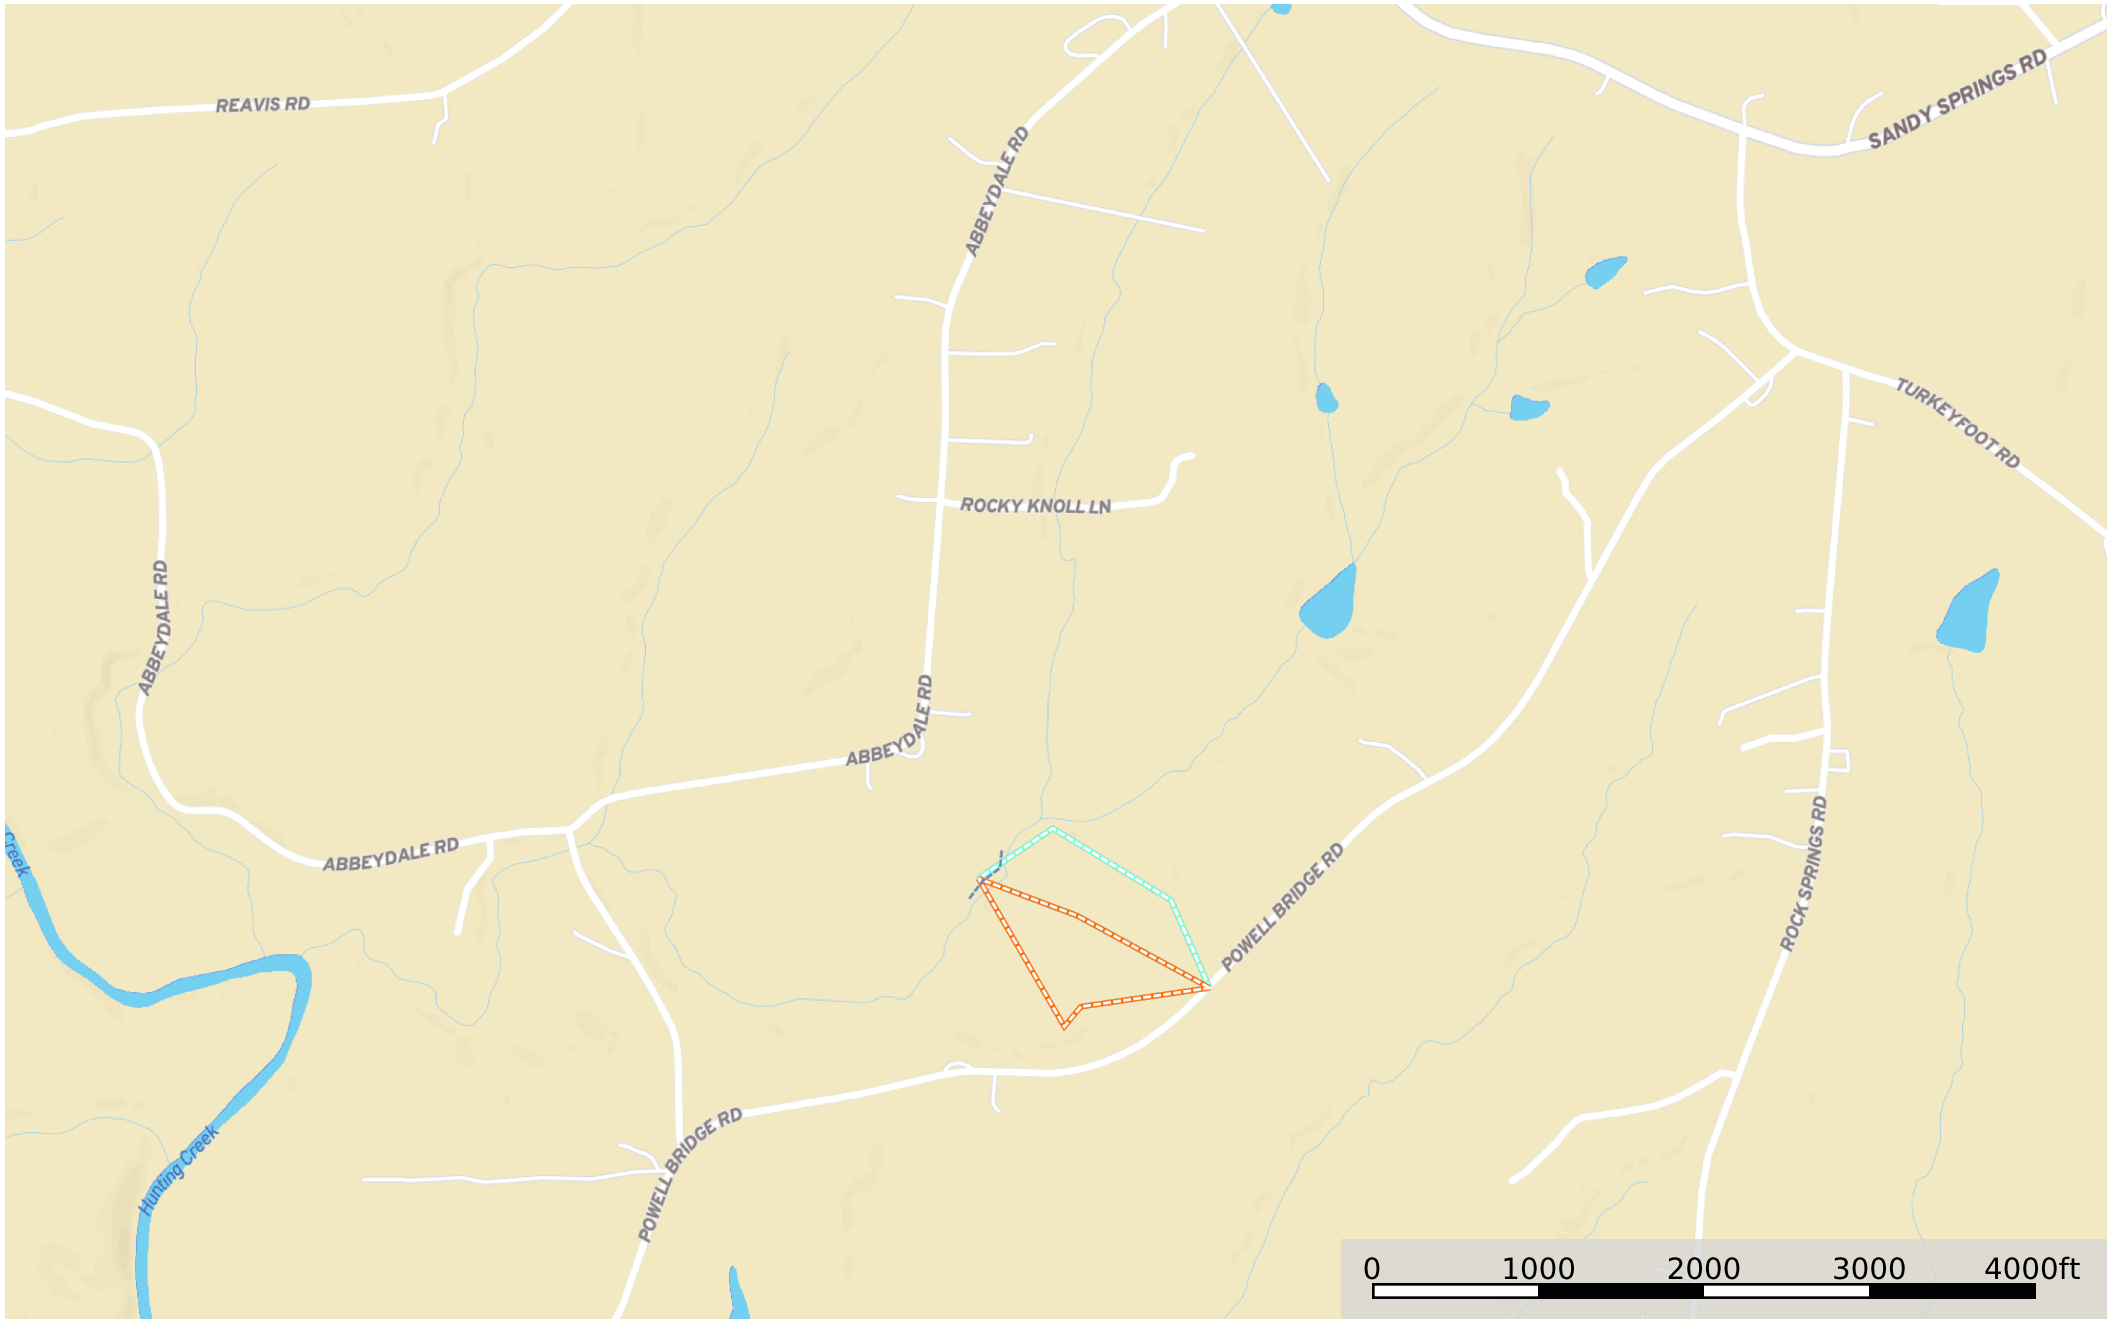 REAVIS RD
SANDY SPRINGS RD
ABBEYDALE RD
TURKEYFOOT RD
ROCKY KNOLL LN
ABBEYDALE RD
ABBEYDALE RD
ABBEYDALE RD
Creek
POWELL BRIDGE RD
ROCK SPRINGS RD
POWELL BRIDGE RD
Hunting Creek
0 1000 2000 3000 4000ft